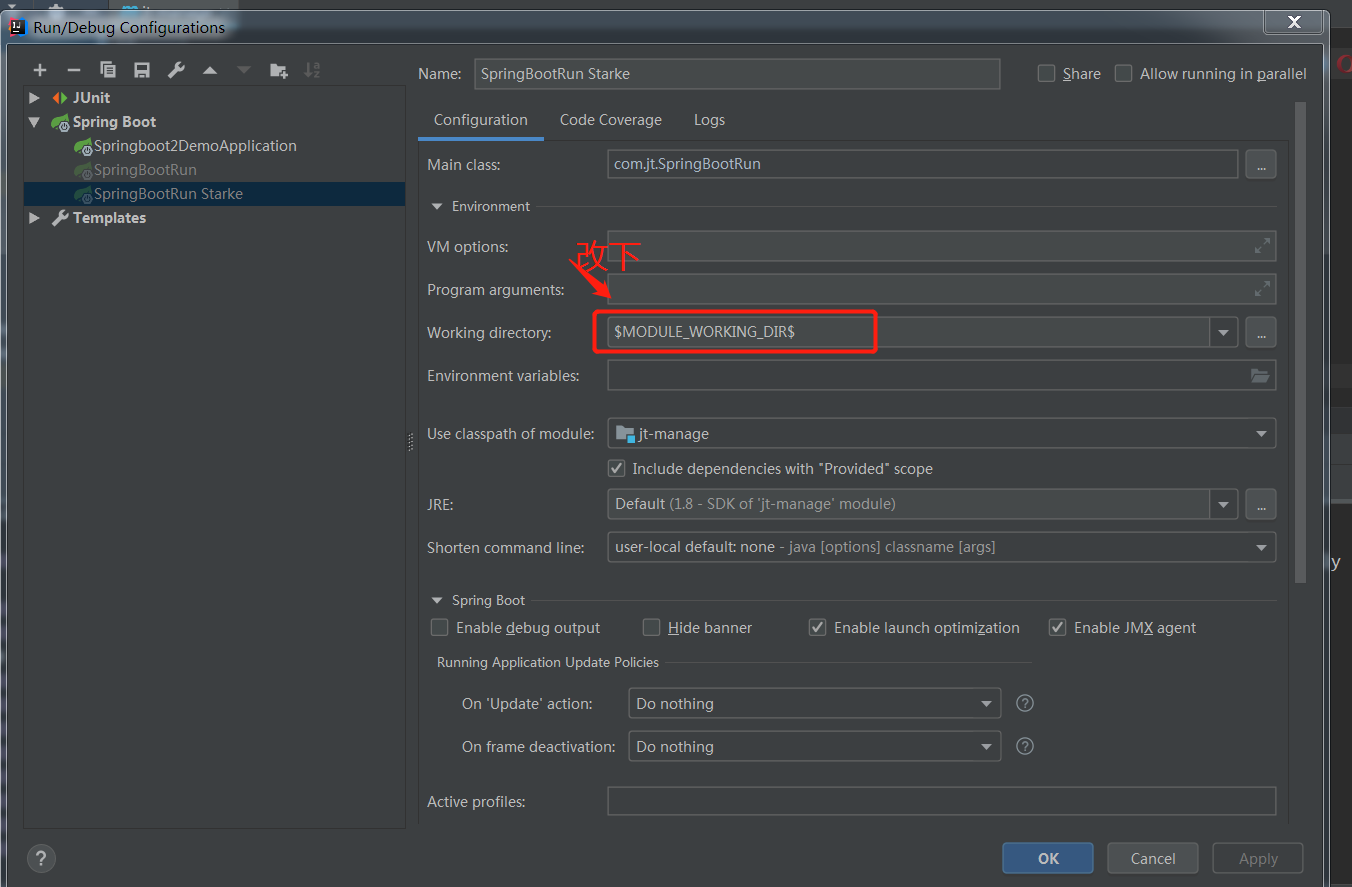 Run/Debug Configurations
Name: SpringBootRun Starke
Share
Allow running in parallel
JUnit
Spring Boot
Springboot2DemoApplication
SpringBootRun
SpringBootRun Starke
Templates
Configuration
Code Coverage
Logs
Main class: com.jt.SpringBootRun ...
Environment
VM options:
改下
Program arguments:
Working directory: $MODULE_WORKING_DIR$ ...
Environment variables:
Use classpath of module: jt-manage
Include dependencies with "Provided" scope
JRE: Default (1.8 - SDK of 'jt-manage' module) ...
Shorten command line: user-local default: none - java [options] classname [args]
y
Spring Boot
Enable debug output
Hide banner
Enable launch optimization
Enable JMX agent
Running Application Update Policies
On 'Update' action: Do nothing ?
On frame deactivation: Do nothing ?
Active profiles:
?
OK
Cancel
Apply